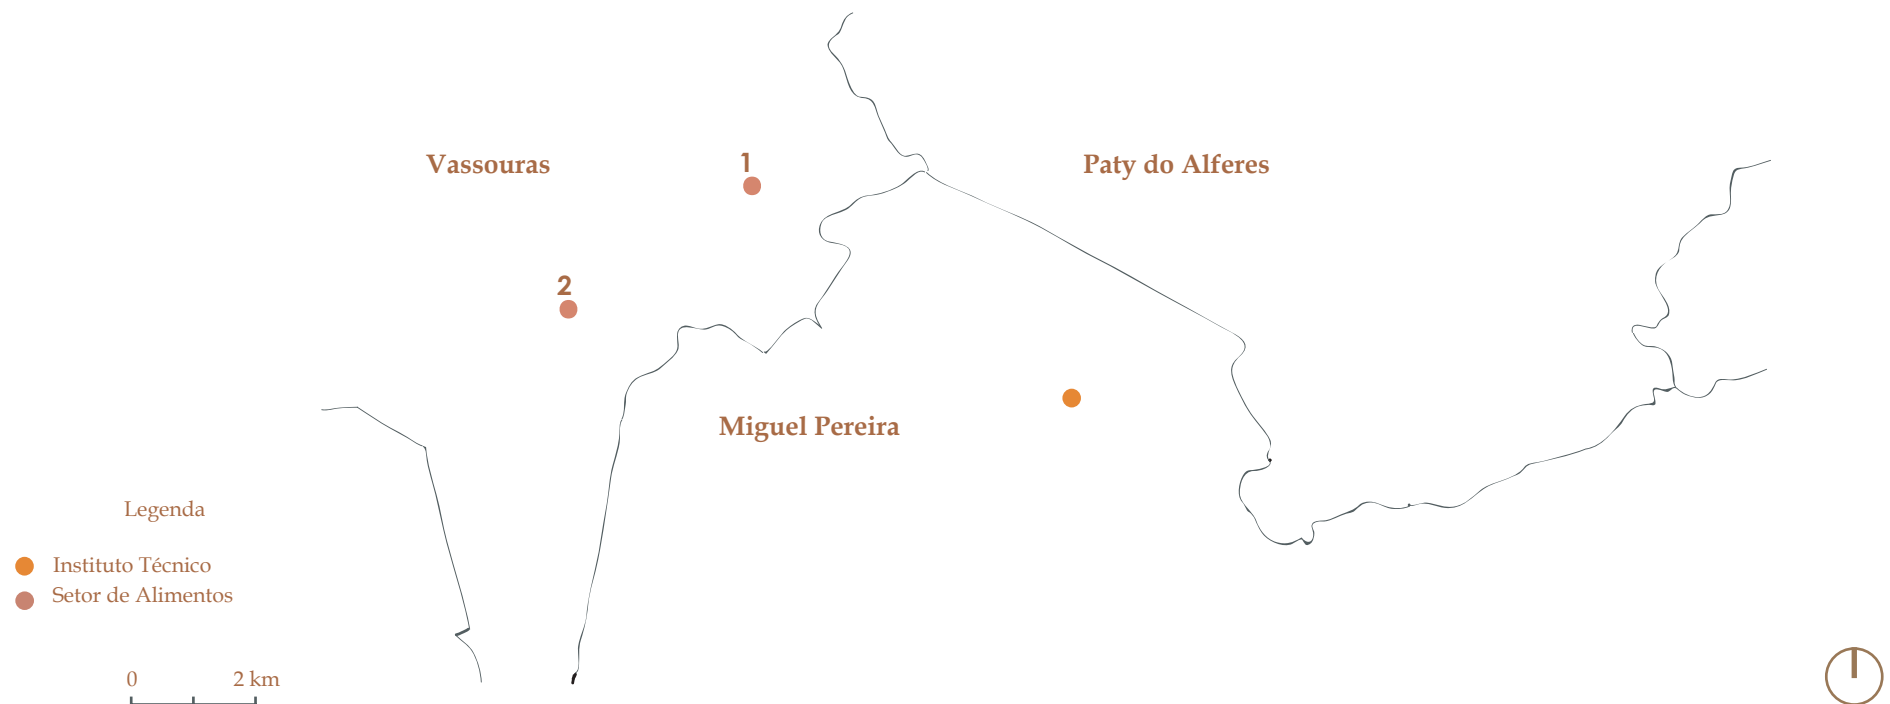 Vassouras
1
Paty do Alferes
2
Miguel Pereira
Legenda
Instituto Técnico
Setor de Alimentos
0 2 km